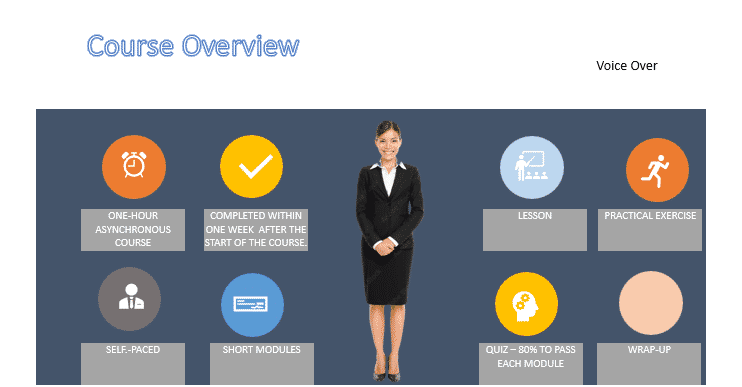 Course Overview
Voice Over
ONE-HOUR
ASYNCHRONOUS
COURSE
COMPLETED WITHIN
ONE WEEK  AFTER THE
START OF THE COURSE.
LESSON
PRACTICAL EXERCISE
SELF.-PACED
SHORT MODULES
QUIZ – 80% TO PASS
EACH MODULE
WRAP-UP